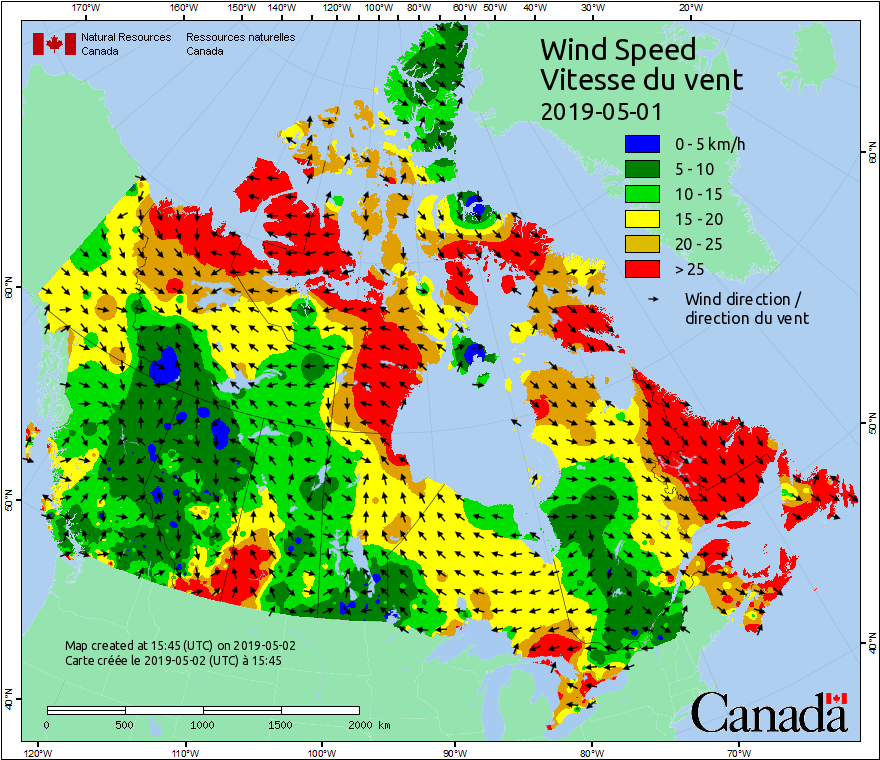 170°W 160°W 150°W 140°W 130°W 120°W 110°W 100°W 90°W 80°W 70°W 60°W 50°W 40°W 30°W 20°W
Natural Resources Ressources naturelles
Canada Canada
Wind Speed
Vitesse du vent
2019-05-01
0 - 5 km/h
5 - 10
10 - 15
15 - 20
20 - 25
> 25
Wind direction /
direction du vent
60°N
50°N
40°N
60°N
50°N
40°N
Map created at 15:45 (UTC) on 2019-05-02
Carte créée le 2019-05-02 (UTC) à 15:45
0 500 1000 1500 2000 km
Canada
120°W 110°W 100°W 90°W 80°W 70°W